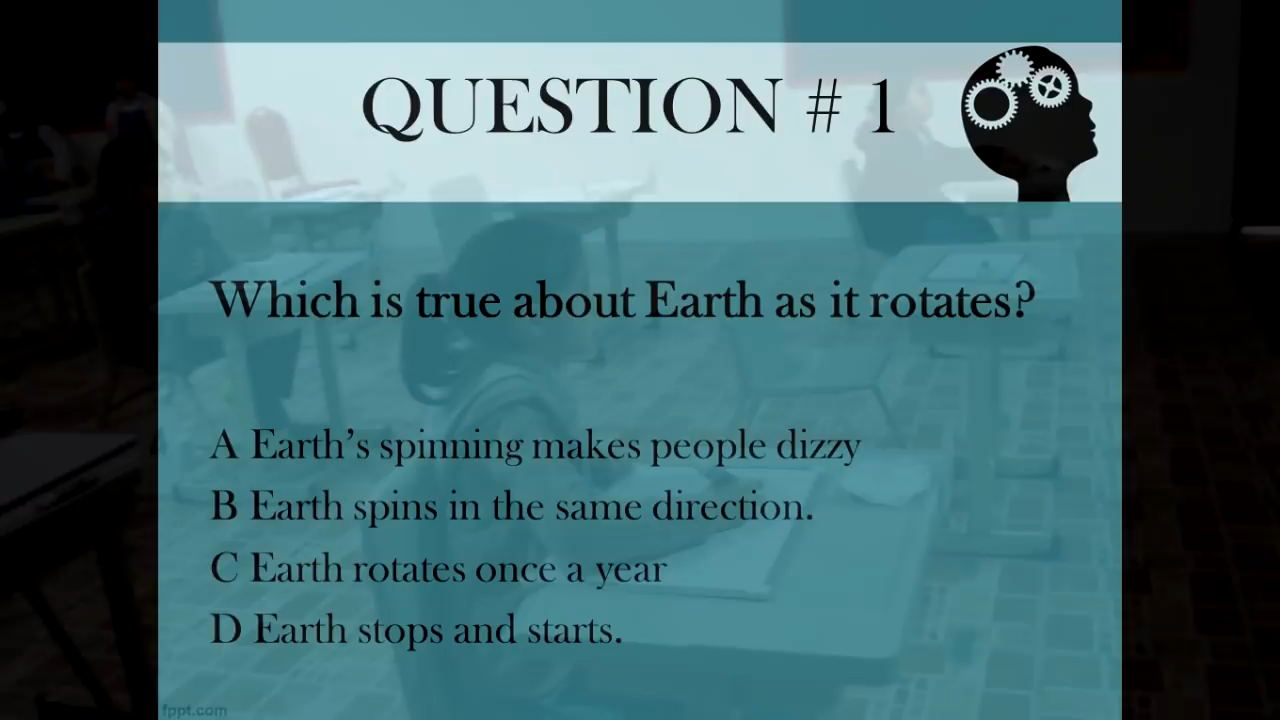 QUESTION # 1
Which is true about Earth as it rotates?
A Earth’s spinning makes people dizzy
B Earth spins in the same direction.
C Earth rotates once a year
D Earth stops and starts.
fppt.com